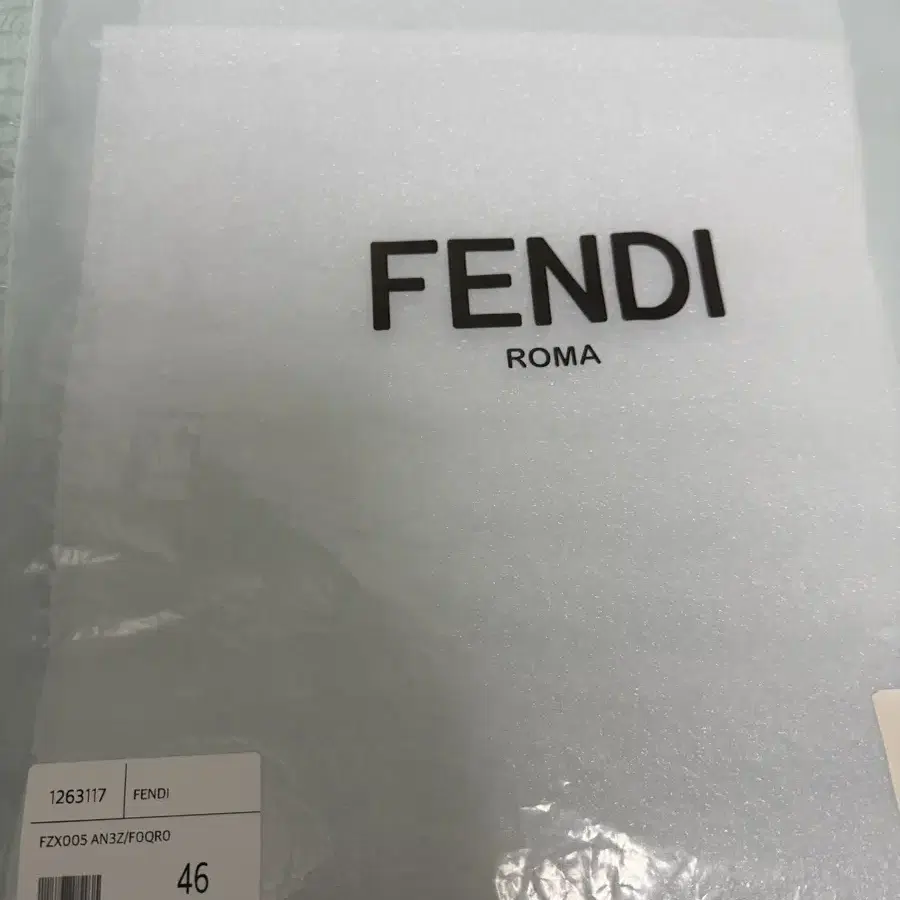 FENDI
ROMA
1263117 FENDI
FZX005 AN3Z/F0QR0
46